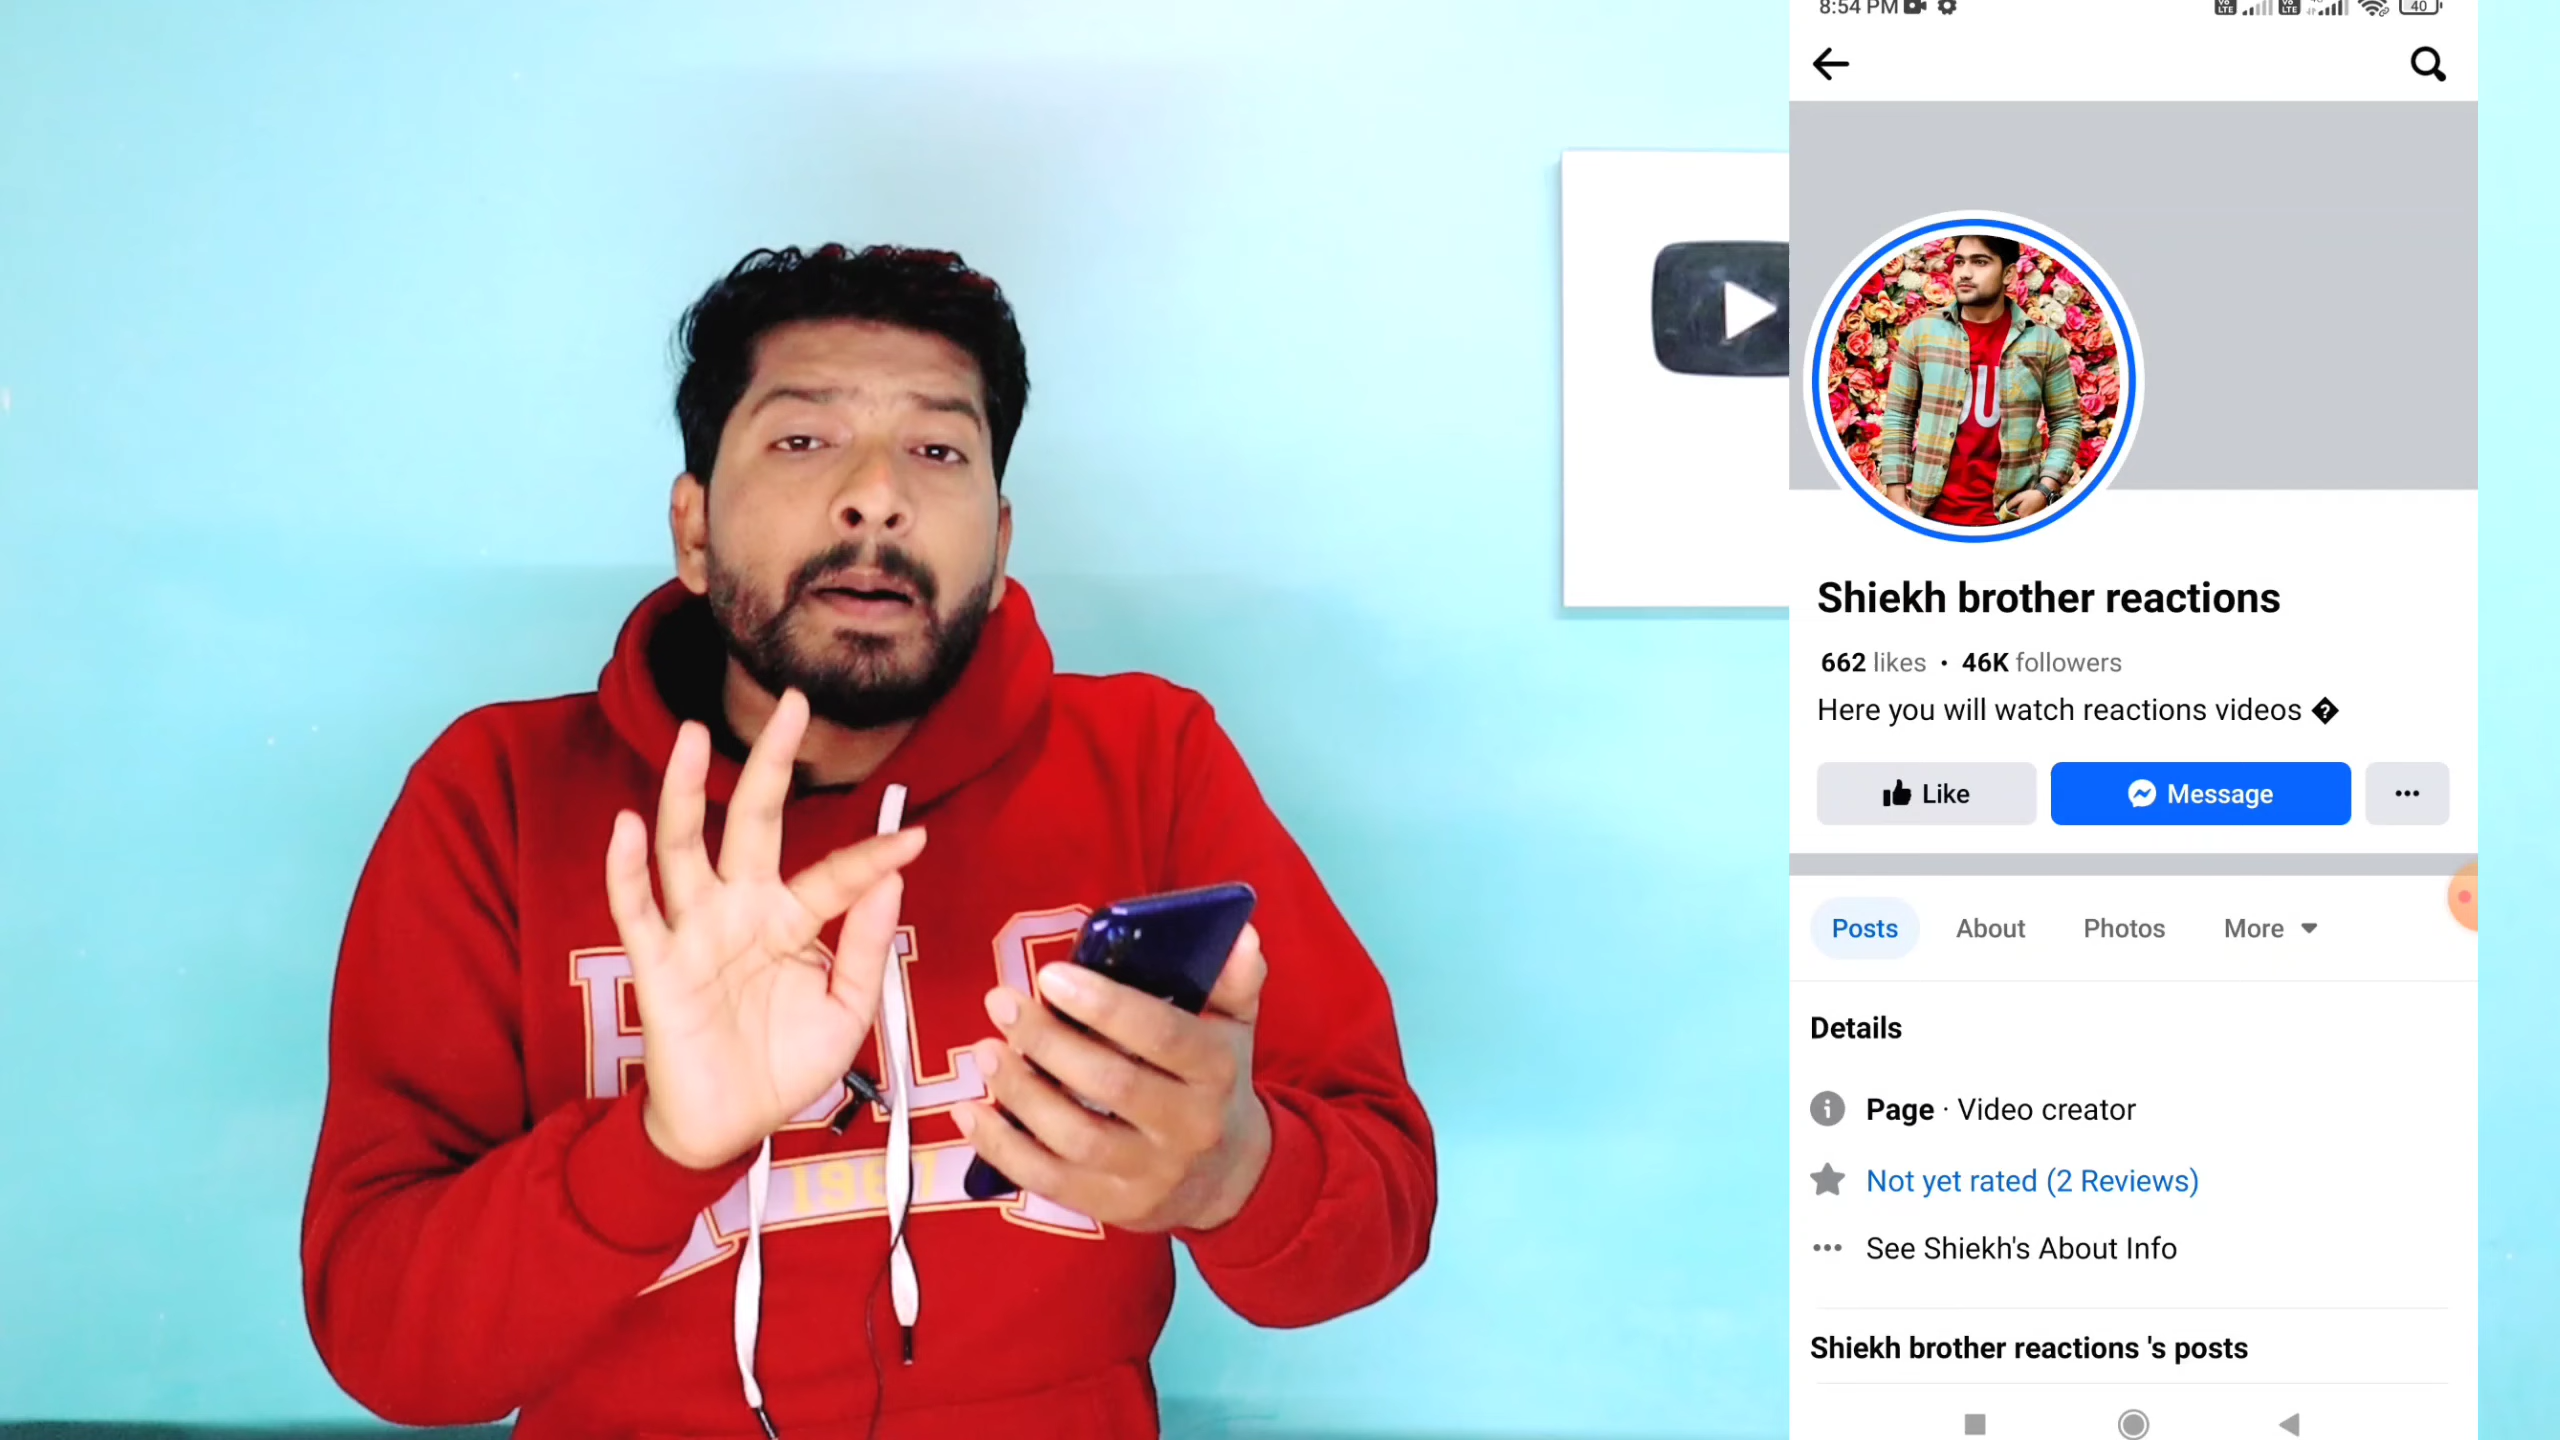 8:54 PM
40
Shiekh brother reactions
662 likes • 46K followers
Here you will watch reactions videos
Like
Message
Posts
About
Photos
More
Details
Page · Video creator
Not yet rated (2 Reviews)
See Shiekh's About Info
Shiekh brother reactions 's posts
1967